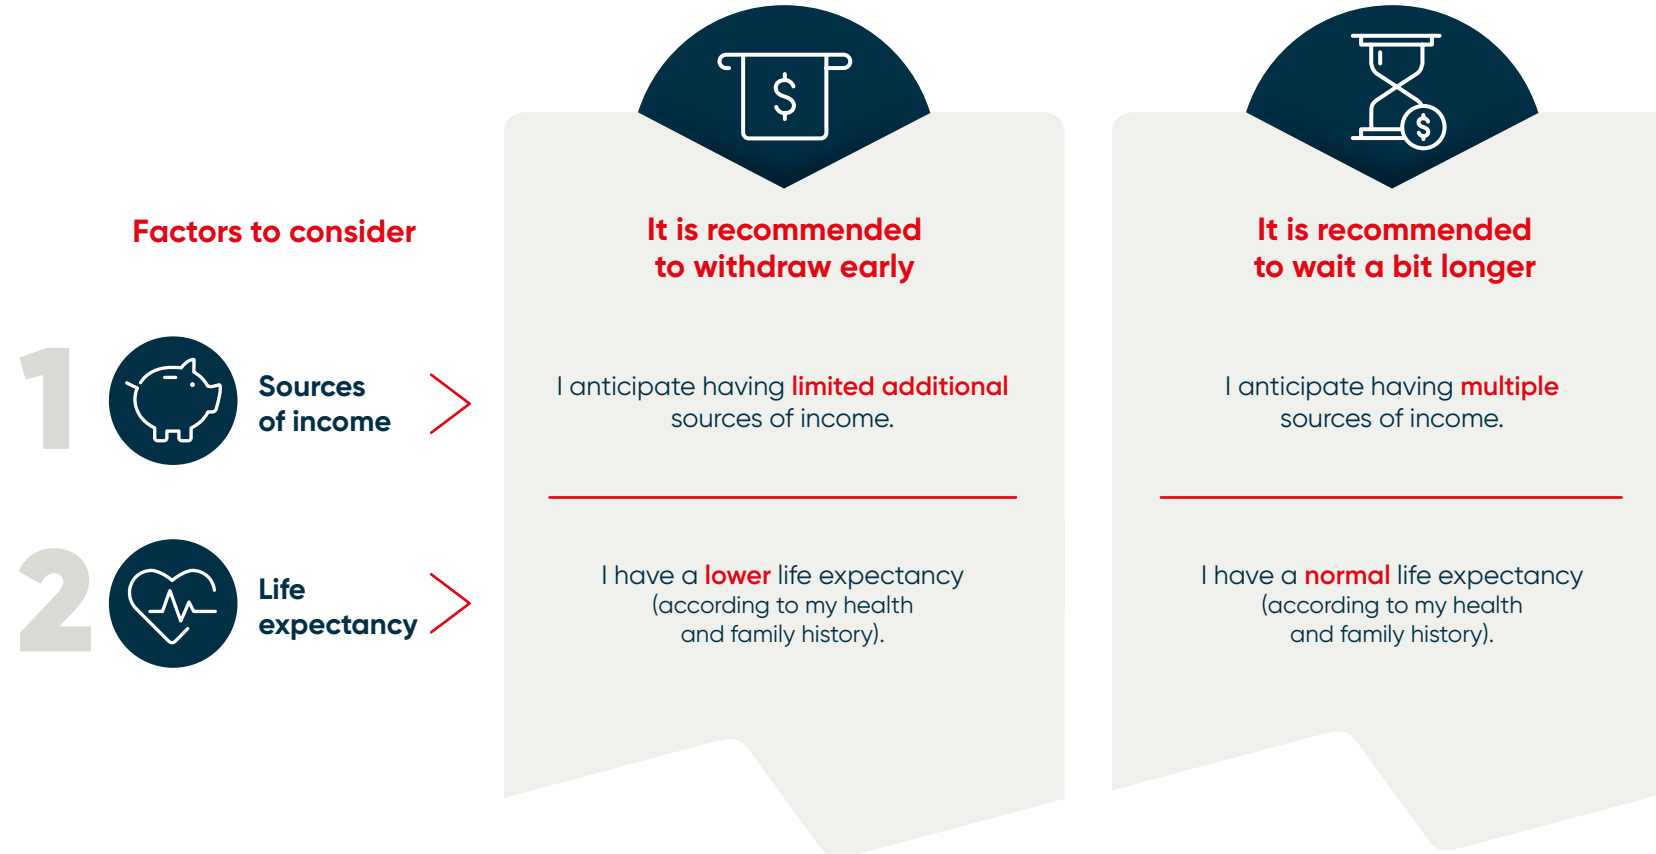 Factors to consider
It is recommended
to withdraw early
It is recommended
to wait a bit longer
1
Sources
of income
I anticipate having limited additional
sources of income.
I anticipate having multiple
sources of income.
2
Life
expectancy
I have a lower life expectancy
(according to my health
and family history).
I have a normal life expectancy
(according to my health
and family history).
$
$